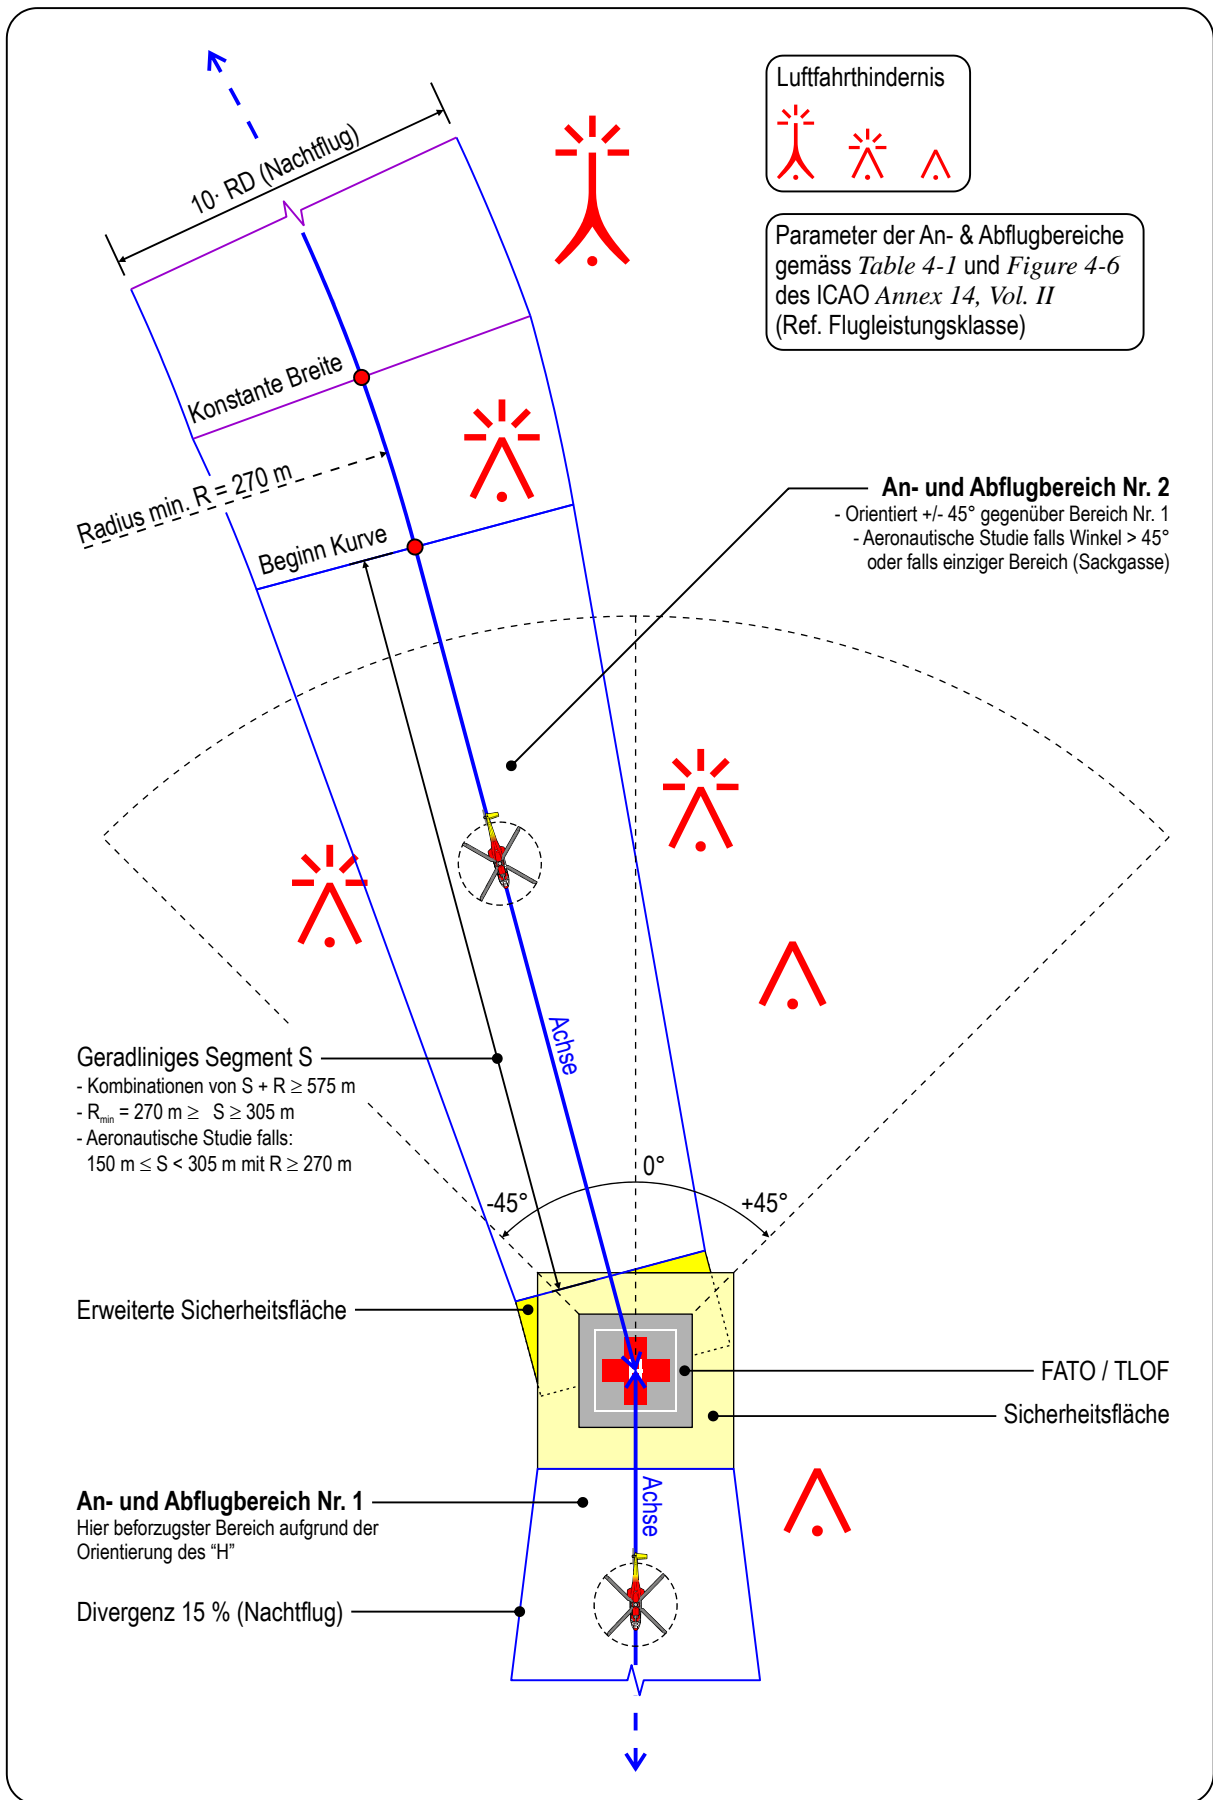 10· RD (Nachtflug)
Luftfahrthindernis
Parameter der An- & Abflugbereiche
gemäss Table 4-1 und Figure 4-6
des ICAO Annex 14, Vol. II
(Ref. Flugleistungsklasse)
Konstante Breite
Radius min. R = 270 m
Beginn Kurve
An- und Abflugbereich Nr. 2
- Orientiert +/- 45° gegenüber Bereich Nr. 1
- Aeronautische Studie falls Winkel > 45°
oder falls einziger Bereich (Sackgasse)
Achse
Geradliniges Segment S
- Kombinationen von S + R ≥ 575 m
- Rmin = 270 m ≥ S ≥ 305 m
- Aeronautische Studie falls:
150 m ≤ S < 305 m mit R ≥ 270 m
0°
-45°
+45°
Erweiterte Sicherheitsfläche
FATO / TLOF
Sicherheitsfläche
An- und Abflugbereich Nr. 1
Hier beforzugster Bereich aufgrund der
Orientierung des “H”
Achse
Divergenz 15 % (Nachtflug)